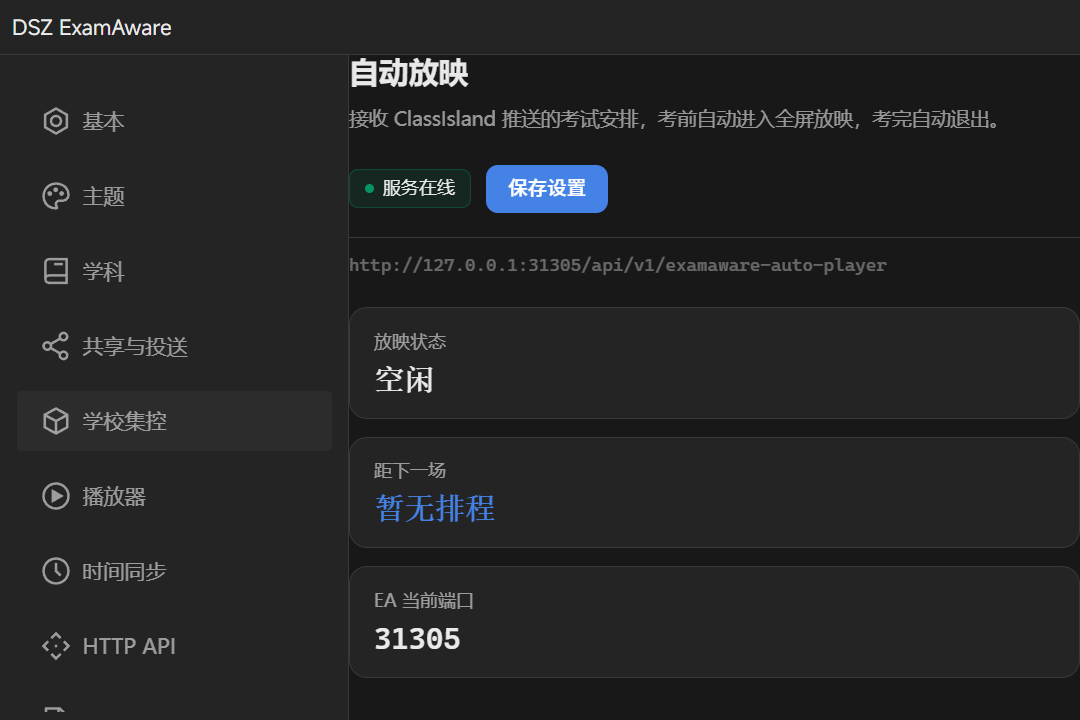 DSZ ExamAware
基本
主题
学科
共享与投送
学校集控
播放器
时间同步
HTTP API
自动放映
接收 ClassIsland 推送的考试安排，考前自动进入全屏放映，考完自动退出。
服务在线
保存设置
http://127.0.0.1:31305/api/v1/examaware-auto-player
放映状态
空闲
距下一场
暂无排程
EA 当前端口
31305